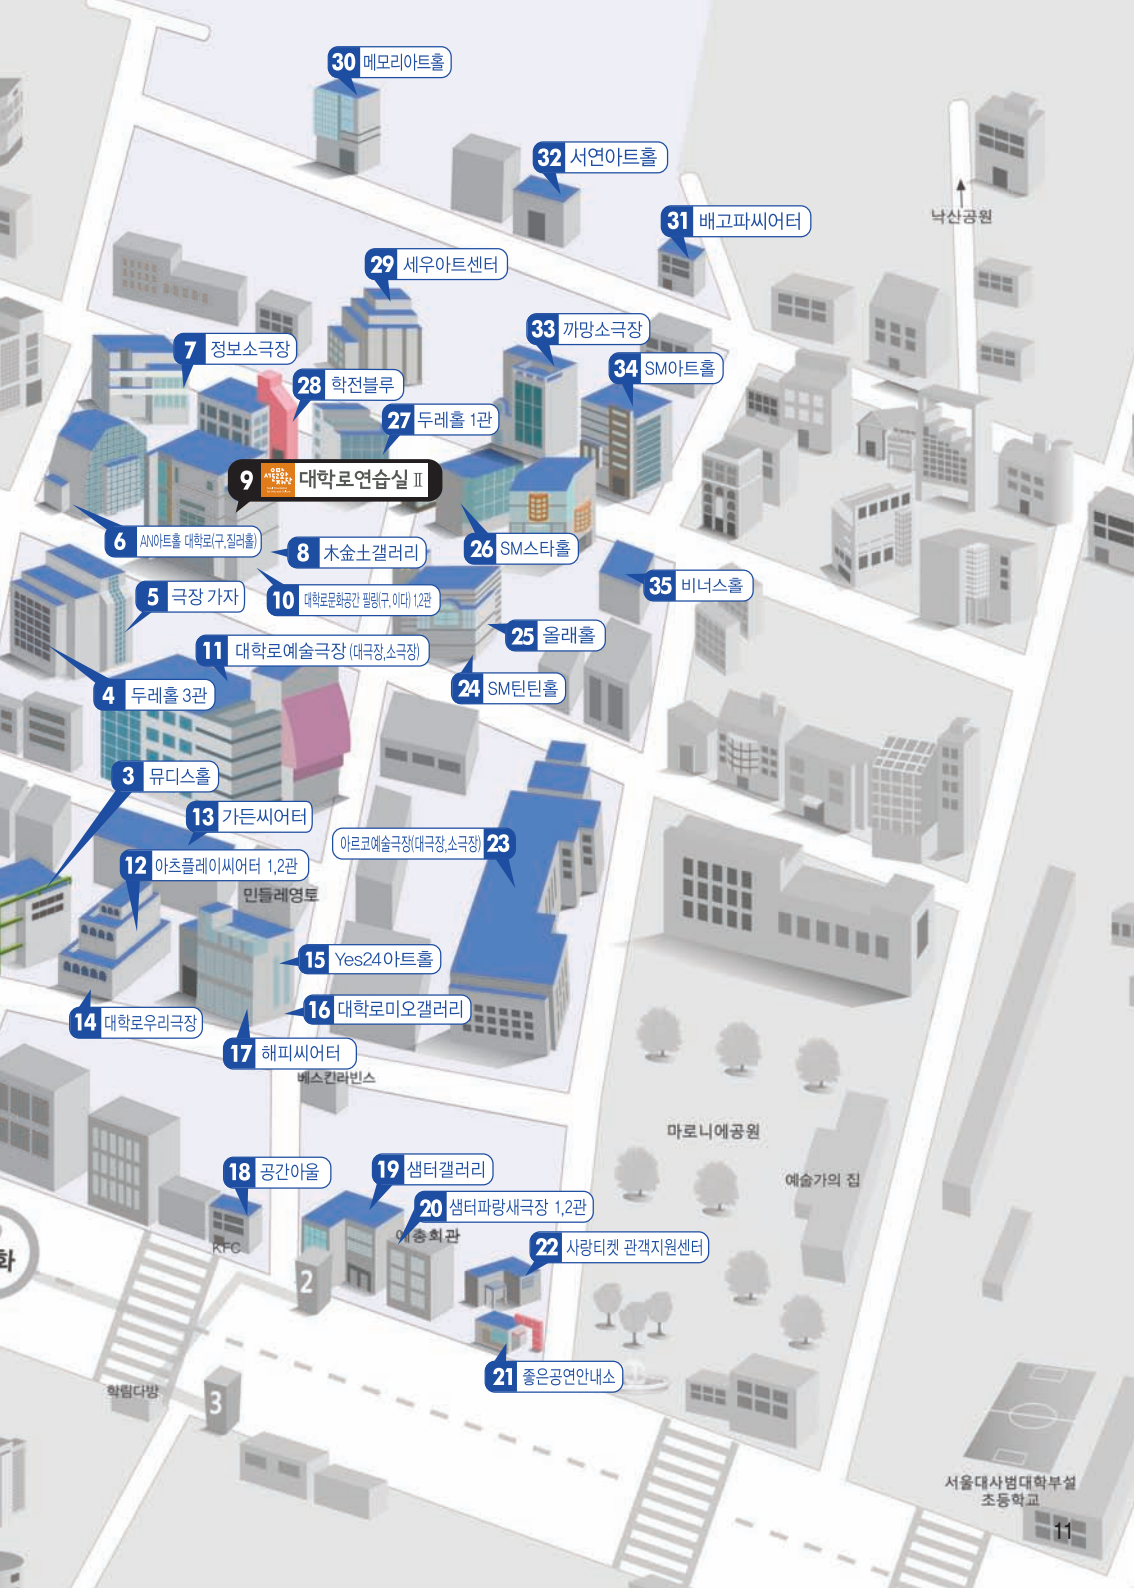 30 메모리아트홀
32 서연아트홀
31 배고파씨어터
낙산공원
29 세우아트센터
33 까망소극장
7 정보소극장
34 SM아트홀
28 학전블루
27 두레홀 1관
9 대학로연습실 Ⅱ
6 AN아트홀 대학로(구,질러홀)
8 木金土갤러리
26 SM스타홀
35 비너스홀
5 극장 가자
10 대학로문화공간 필링(구, 이다) 1,2관
25 올래홀
11 대학로예술극장 (대극장,소극장)
4 두레홀 3관
24 SM틴틴홀
3 뮤디스홀
13 가든씨어터
아르코예술극장(대극장,소극장) 23
12 아츠플레이씨어터 1,2관
민들레영토
15 Yes24 아트홀
16 대학로미오갤러리
14 대학로우리극장
17 해피씨어터
베스킨라빈스
마로니에공원
18 공간아울
19 샘터갤러리
예술가의 집
20 샘터파랑새극장 1,2관
예총회관
KFC
22 사랑티켓 관객지원센터
화
2
21 좋은공연안내소
학림다방
3
서울대사범대학부설
초등학교
11